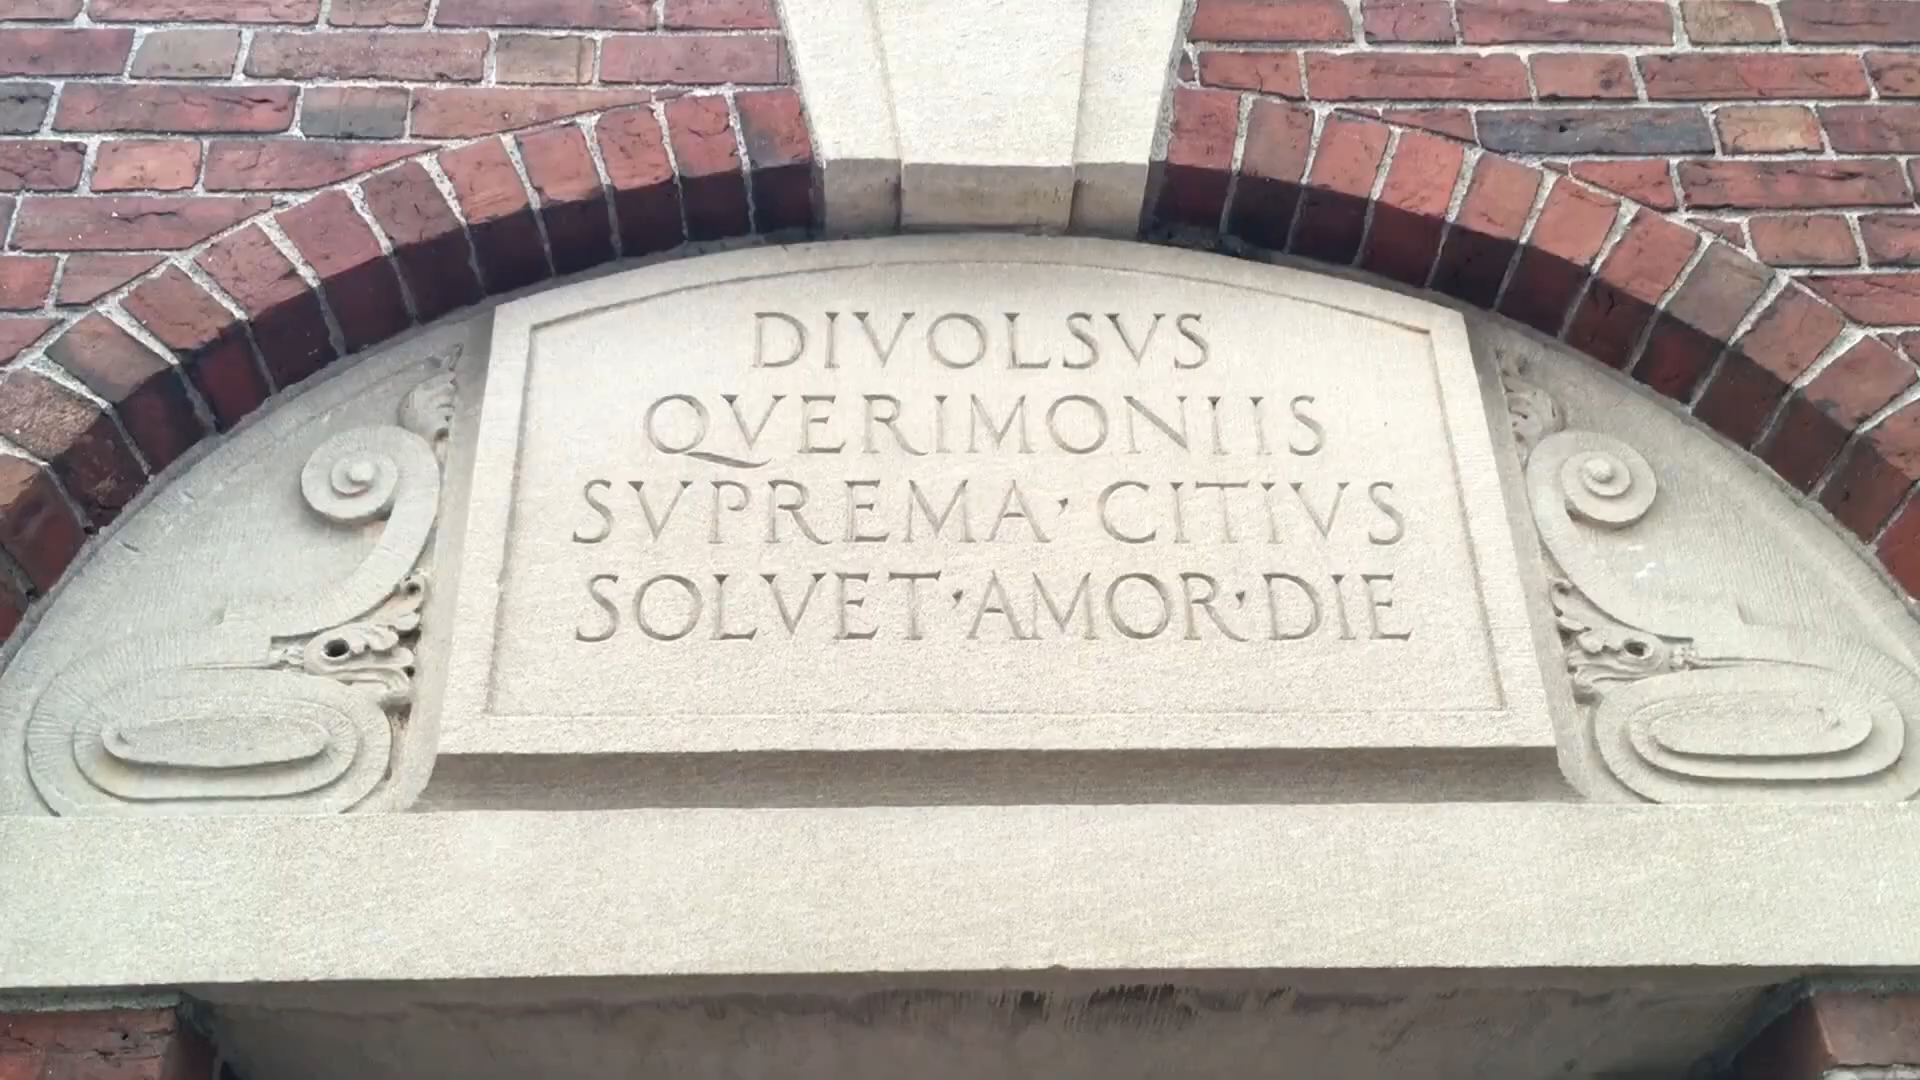 DIVOLSVS
QVERIMONIIS
SVPREMA · CITIVS
SOLVET · AMOR · DIE